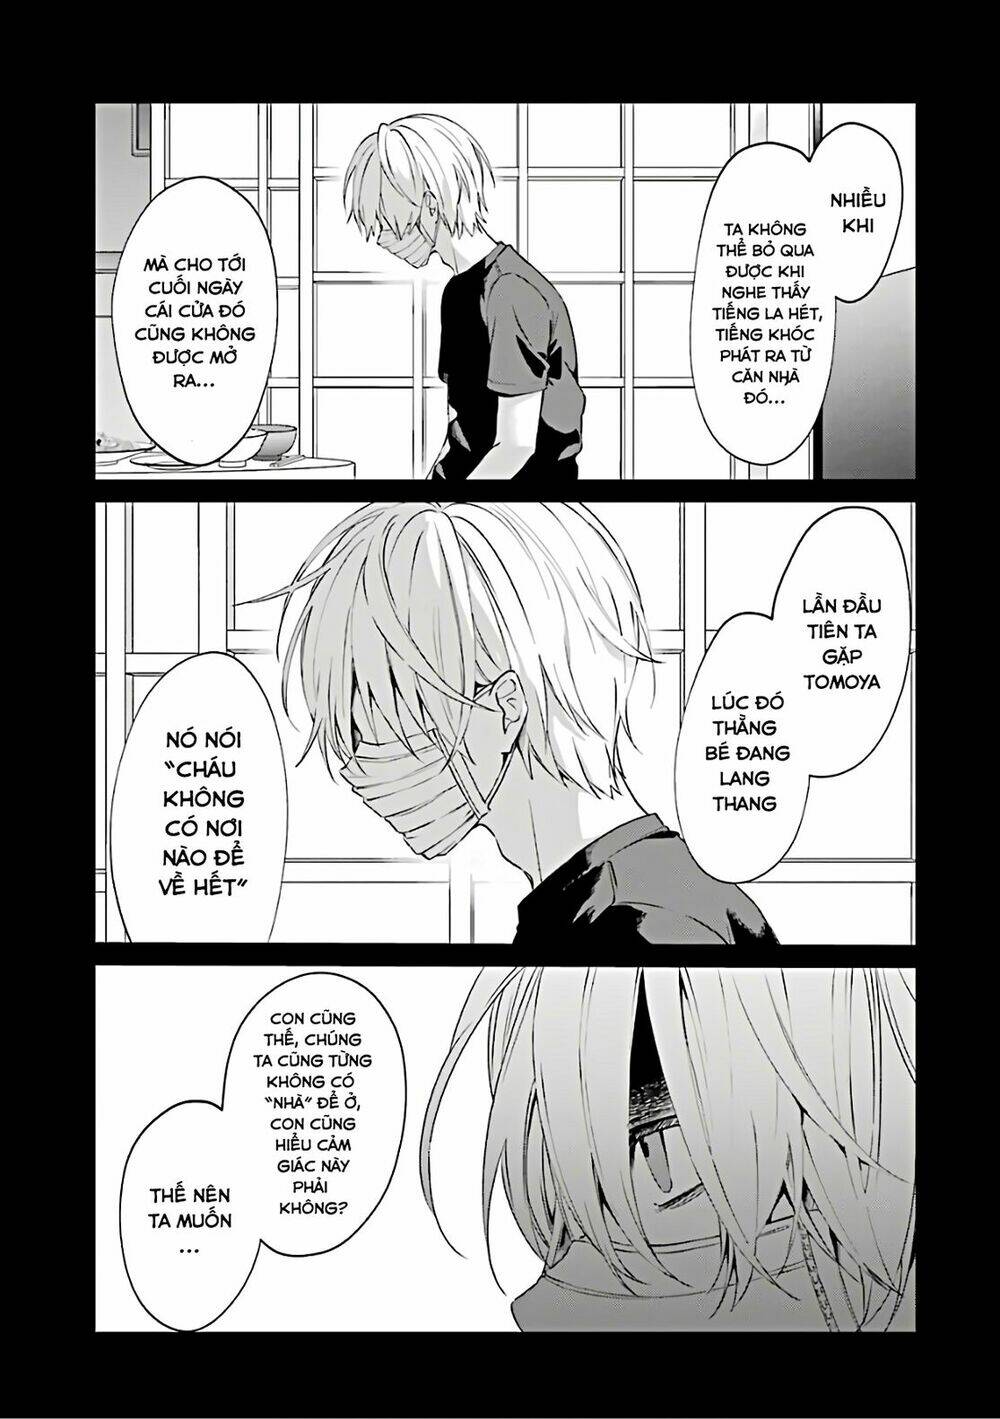 NHIỀU
KHI
TA KHÔNG
THỂ BỎ QUA
ĐƯỢC KHI
NGHE THẤY
TIẾNG LA HÉT,
TIẾNG KHÓC
PHÁT RA TỪ
CĂN NHÀ
ĐÓ...
MÀ CHO TỚI
CUỐI NGÀY
CÁI CỬA ĐÓ
CŨNG KHÔNG
ĐƯỢC MỞ
RA...
LẦN ĐẦU
TIÊN TA
GẶP
TOMOYA
LÚC ĐÓ
THẰNG
BÉ ĐANG
LANG
THANG
NÓ NÓI
"CHÁU
KHÔNG
CÓ NƠI
NÀO ĐỂ
VỀ HẾT"
CON CŨNG
THẾ, CHÚNG
TA CŨNG TỪNG
KHÔNG CÓ
"NHÀ" ĐỂ Ở,
CON CŨNG
HIỂU CẢM
GIÁC NÀY
PHẢI
KHÔNG?
THẾ NÊN
TA MUỐN
...